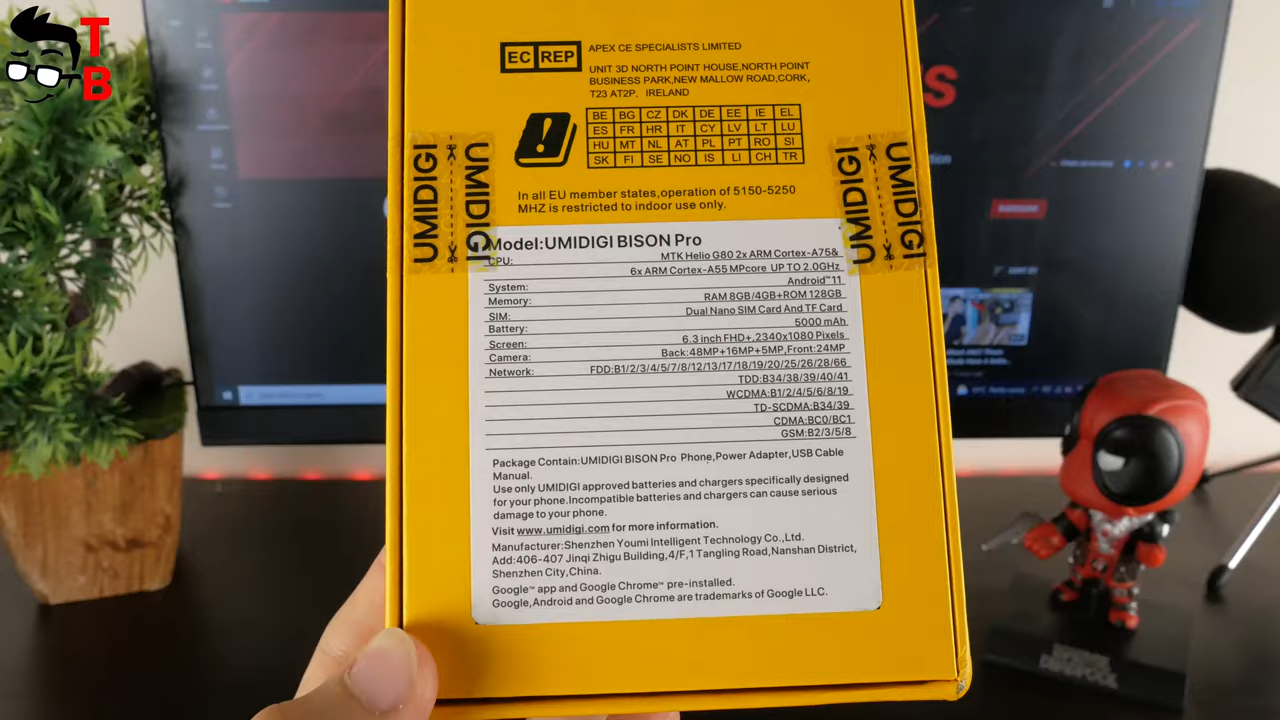 T
B
EC REP
APEX CE SPECIALISTS LIMITED
UNIT 3D NORTH POINT HOUSE,NORTH POINT
BUSINESS PARK,NEW MALLOW ROAD,CORK,
T23 AT2P, IRELAND
BE BG CZ DK DE EE IE EL
ES FR HR IT CY LV LT LU
HU MT NL AT PL PT RO SI
SK FI SE NO IS LI CH TR
UMIDIGI
UMIDIGI
UMIDIGI
UMIDIGI
In all EU member states,operation of 5150-5250
MHZ is restricted to indoor use only.
Model:UMIDIGI BISON Pro
CPU: MTK Helio G80 2x ARM Cortex-A75&
6x ARM Cortex-A55 MPcore UP TO 2.0GHz
System: Android™ 11
Memory: RAM 8GB/4GB+ROM 128GB
SIM: Dual Nano SIM Card And TF Card
Battery: 5000 mAh
Screen: 6.3 inch FHD+,2340x1080 Pixels
Camera: Back:48MP+16MP+5MP,Front:24MP
Network: FDD:B1/2/3/4/5/7/8/12/13/17/18/19/20/25/26/28/66
TDD:B34/38/39/40/41
WCDMA:B1/2/4/5/6/8/19
TD-SCDMA:B34/39
CDMA:BC0/BC1
GSM:B2/3/5/8
Package Contain:UMIDIGI BISON Pro Phone,Power Adapter,USB Cable
Manual.
Use only UMIDIGI approved batteries and chargers specifically designed
for your phone.Incompatible batteries and chargers can cause serious
damage to your phone.
Visit www.umidigi.com for more information.
Manufacturer:Shenzhen Youmi Intelligent Technology Co.,Ltd.
Add:406-407 Jinqi Zhigu Building,4/F,1 Tangling Road,Nanshan District,
Shenzhen City,China.
Google™ app and Google Chrome™ pre-installed.
Google,Android and Google Chrome are trademarks of Google LLC.